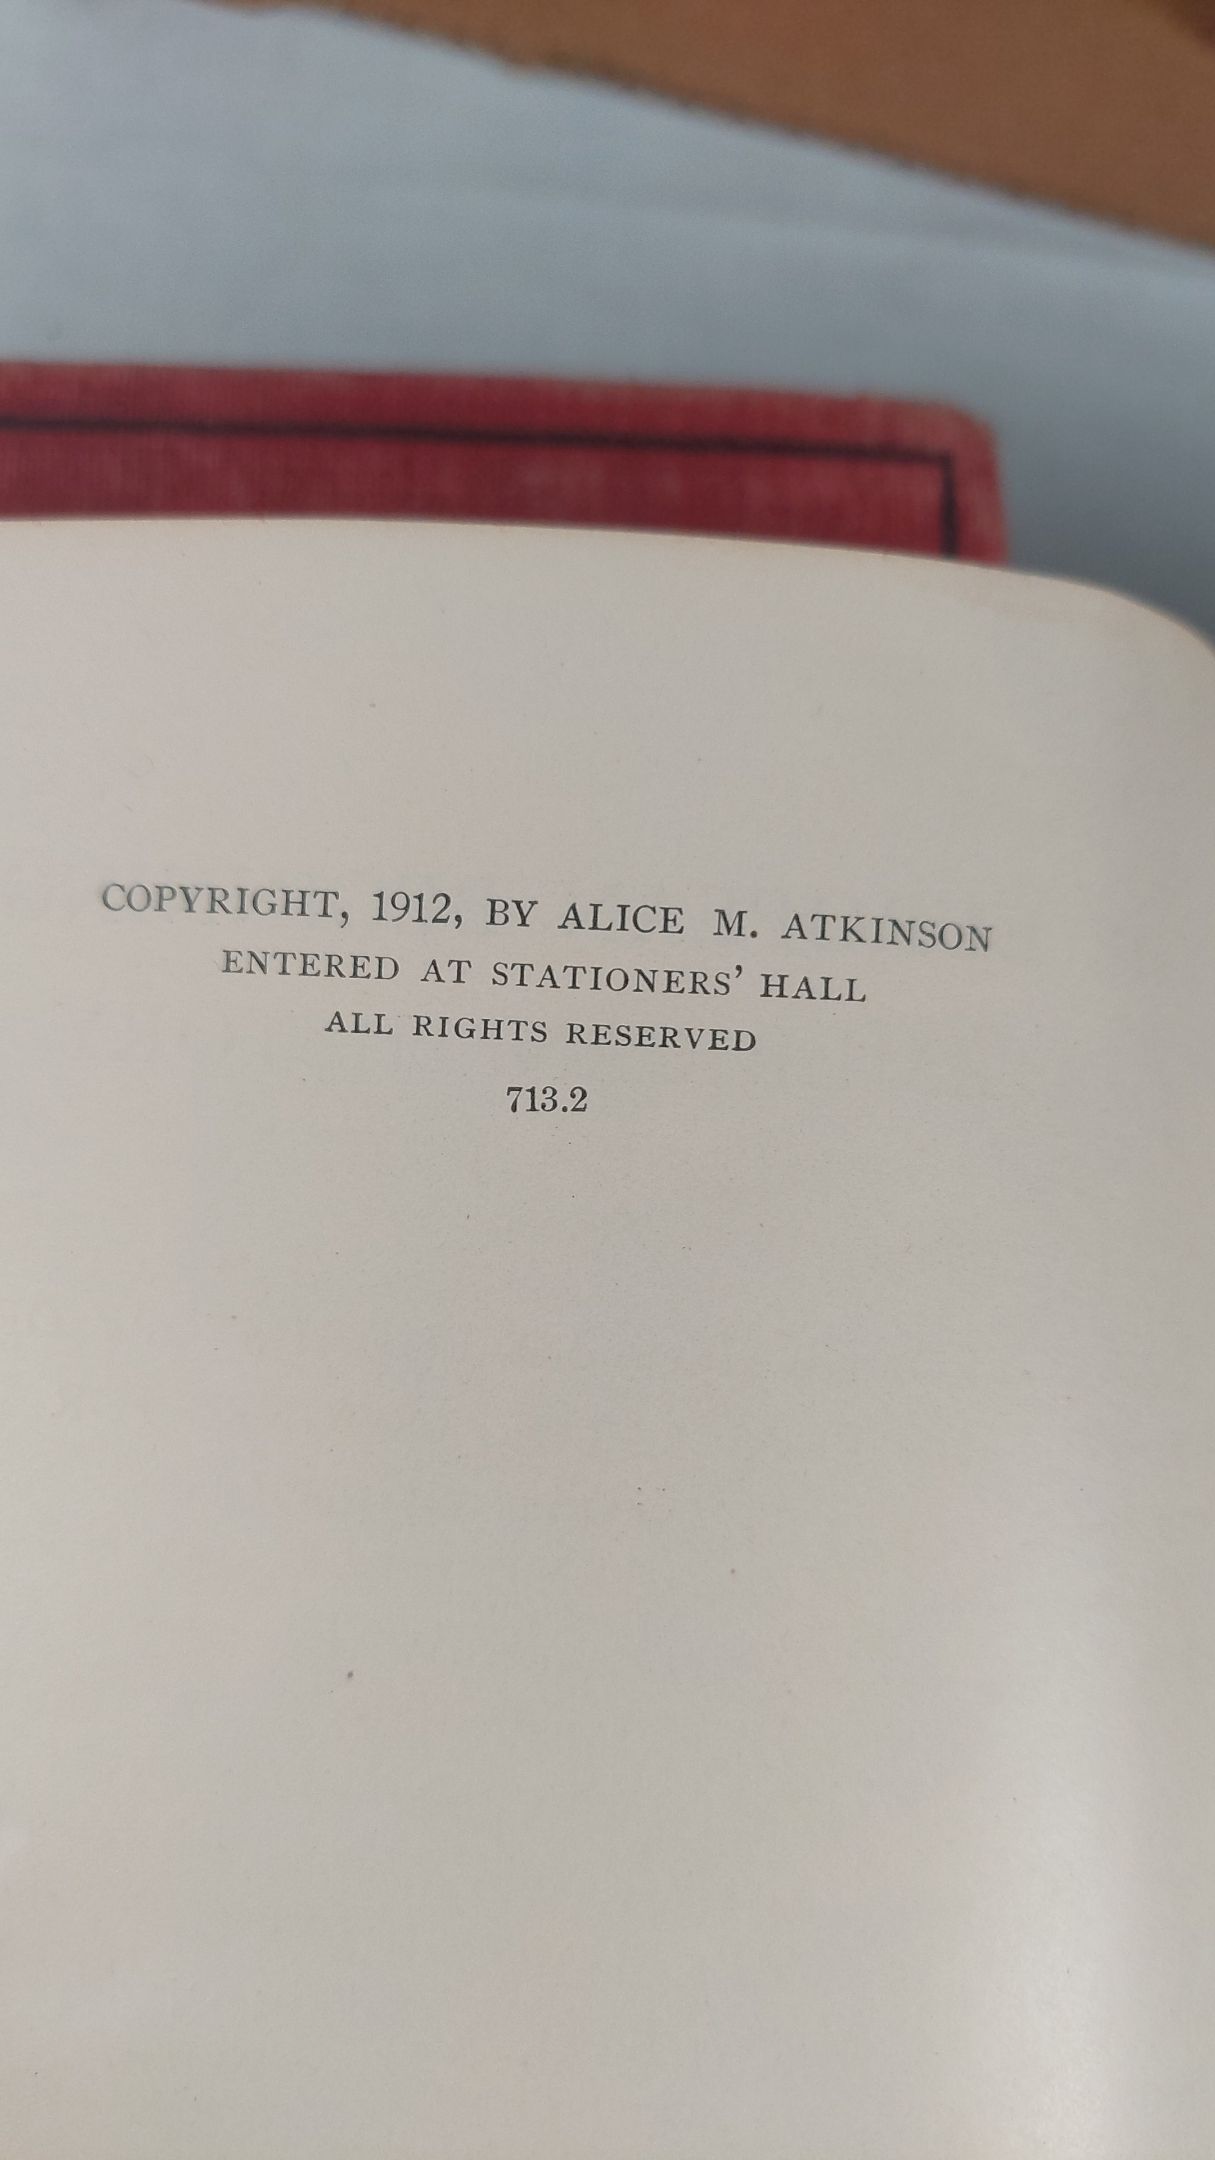 COPYRIGHT, 1912, BY ALICE M. ATKINSON
ENTERED AT STATIONERS' HALL
ALL RIGHTS RESERVED
713.2